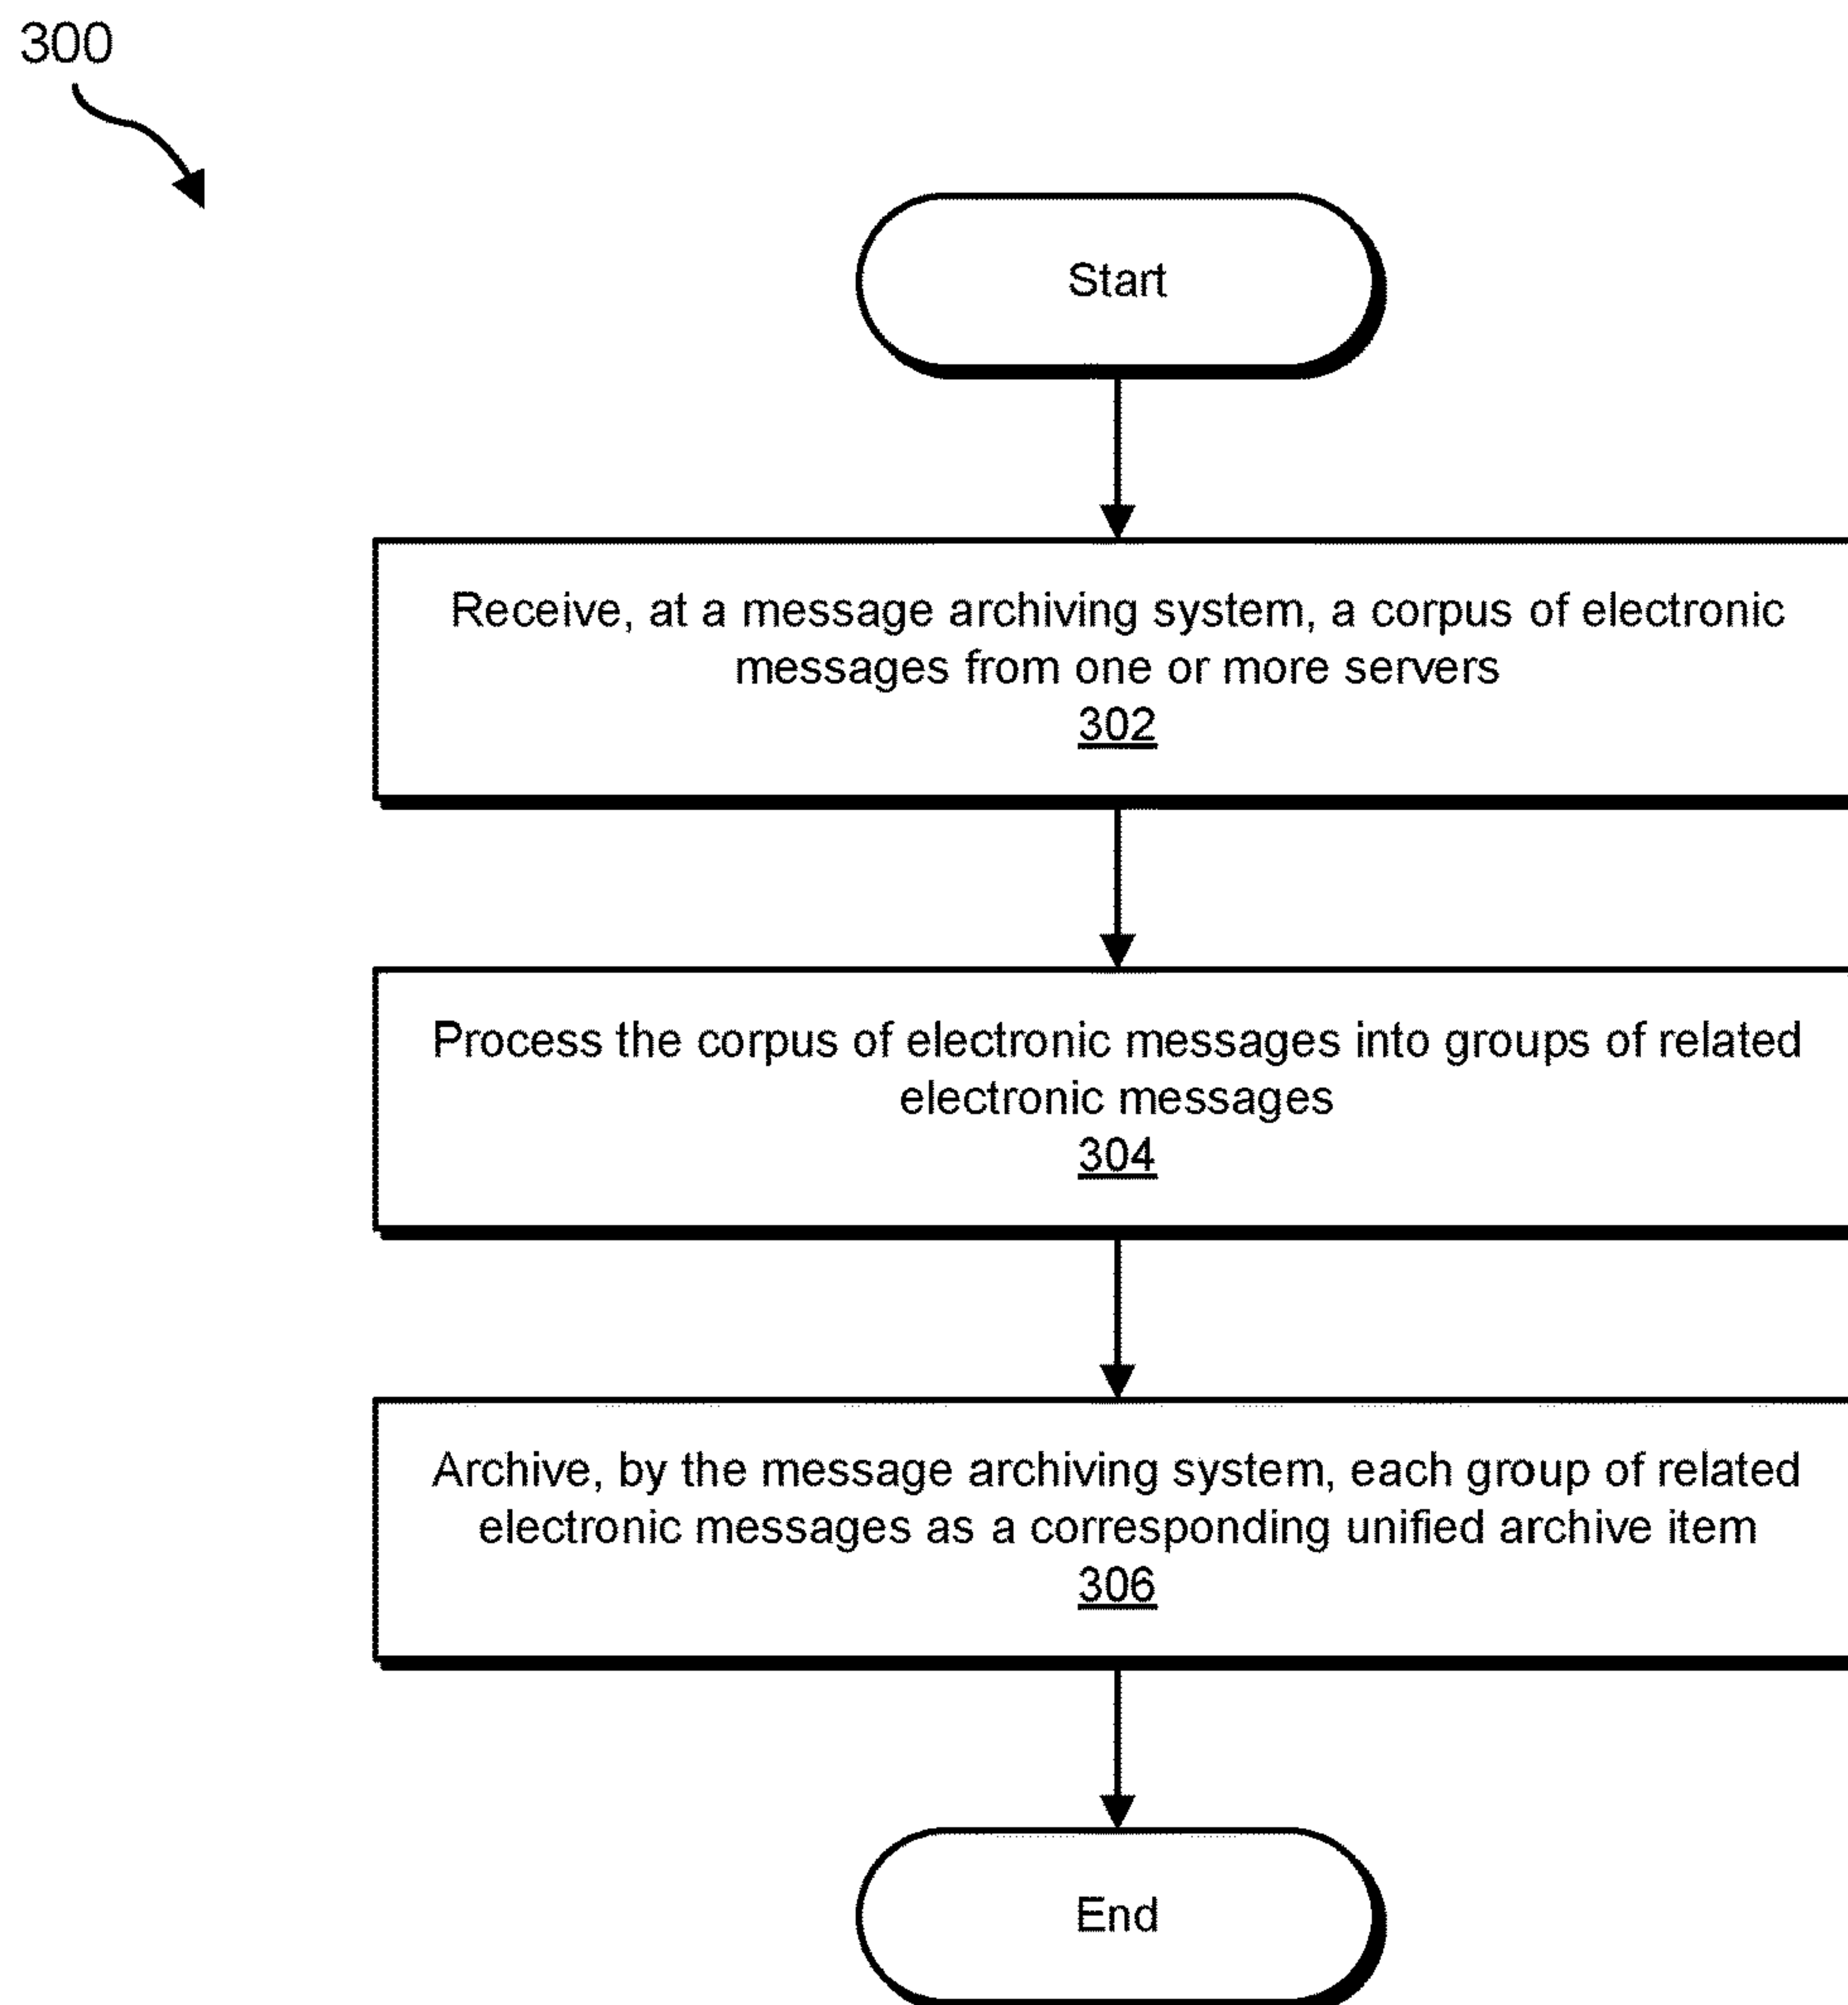 300
Start
Receive, at a message archiving system, a corpus of electronic
messages from one or more servers
302
Process the corpus of electronic messages into groups of related
electronic messages
304
Archive, by the message archiving system, each group of related
electronic messages as a corresponding unified archive item
306
End